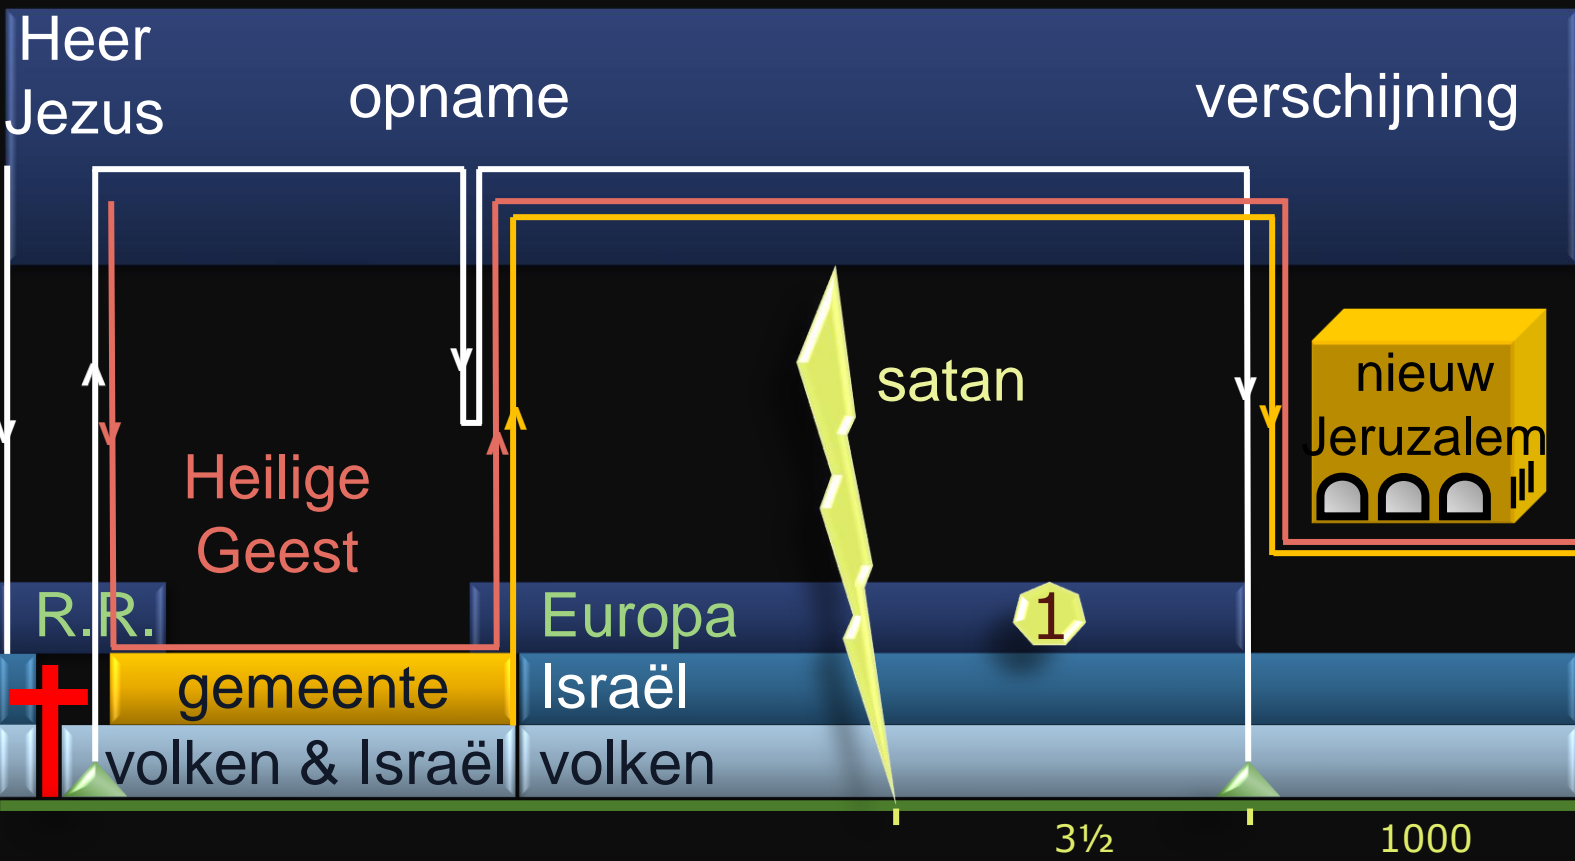 Heer
Jezus
opname
verschijning
satan
nieuw
Jeruzalem
Heilige
Geest
R.R.
Europa
1
gemeente
Israël
volken & Israël
volken
3½
1000